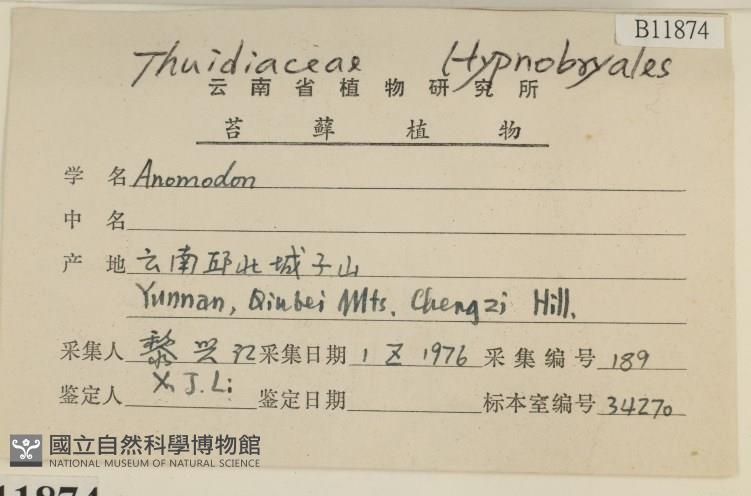 B11874
Thuidiaceae Hypnobryales
云南省植物研究所
苔藓植物
学名 Anomodon
中名
产地 云南邱北城子山
Yunnan, Qiubei Mts. Chengzi Hill.
采集人 黎兴江 采集日期 1 Z 1976 采集编号 189
X. J. Li
鉴定人 鉴定日期 标本室编号 34270
國立自然科學博物館
NATIONAL MUSEUM OF NATURAL SCIENCE
11874